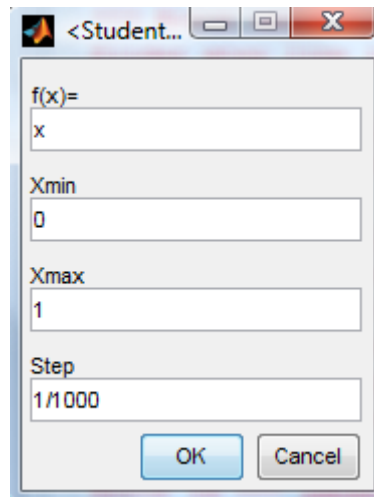 <Student...
f(x)=
x
Xmin
0
Xmax
1
Step
1/1000
OK Cancel